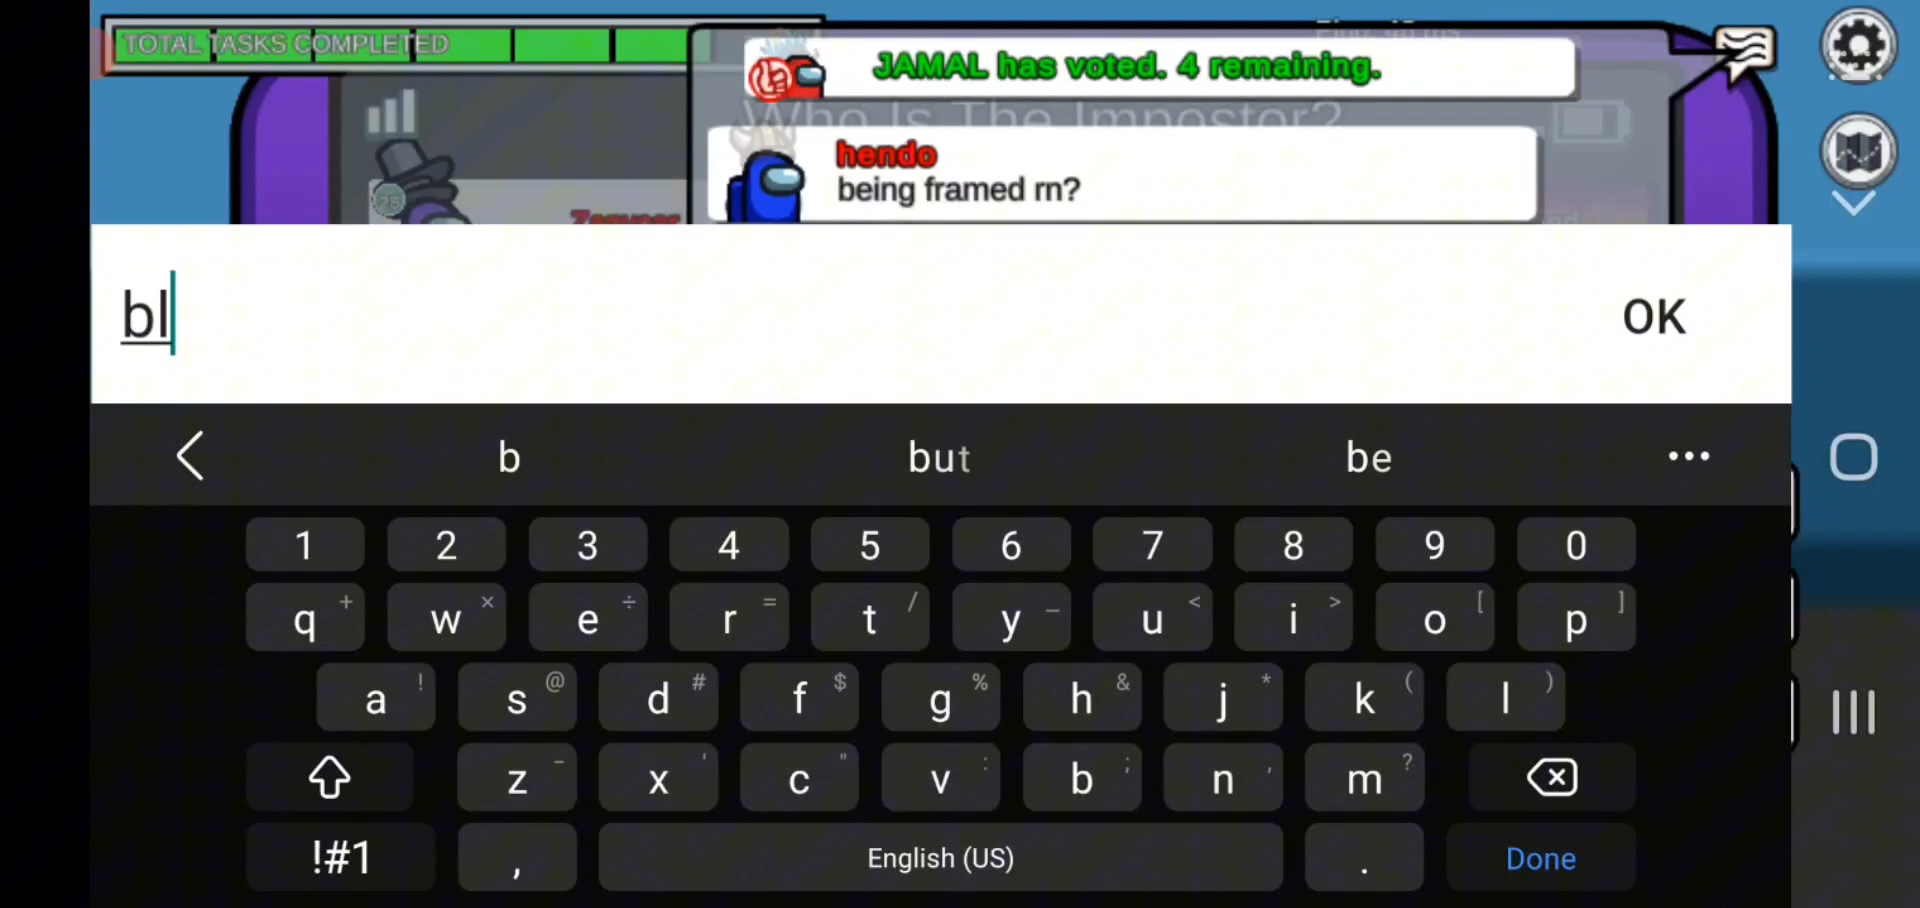 TOTAL TASKS COMPLETED
JAMAL has voted. 4 remaining.
Who Is The Impostor?
hendo
being framed rn?
25
bl
OK
b but be
1 2 3 4 5 6 7 8 9 0
q + w × e ÷ r = t / y _ u < i > o [ p ]
a ! s @ d # f $ g % h & j * k ( l )
z - x ' c " v : b ; n , m ?
!#1 , English (US) . Done